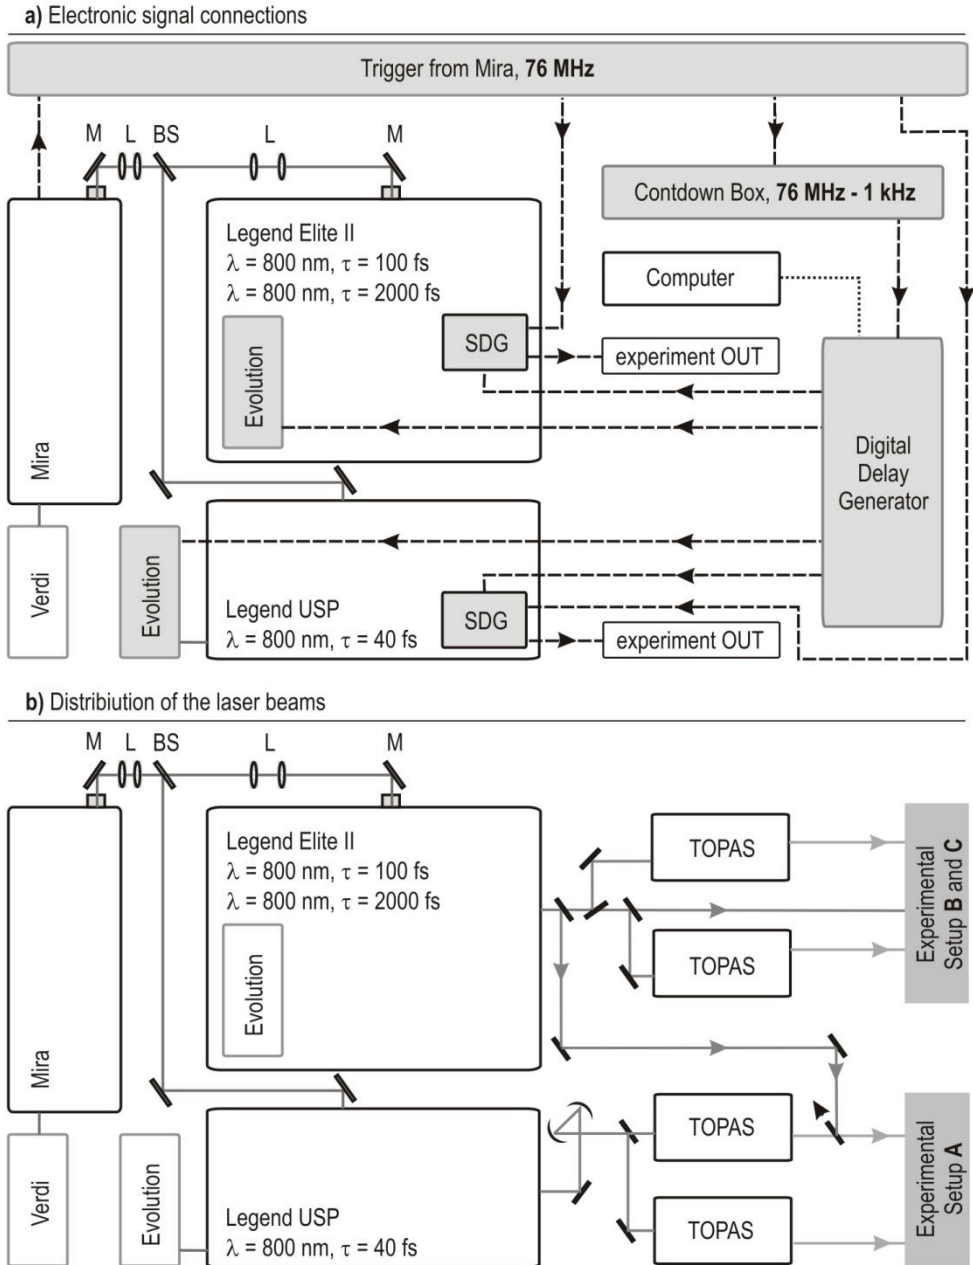 a) Electronic signal connections
Trigger from Mira, 76 MHz
M L BS L M
Contdown Box, 76 MHz - 1 kHz
Legend Elite II
λ = 800 nm, τ = 100 fs
λ = 800 nm, τ = 2000 fs
Computer
SDG
experiment OUT
Evolution
Mira
Digital
Delay
Generator
Verdi
Evolution
Legend USP
λ = 800 nm, τ = 40 fs
SDG
experiment OUT
b) Distribiution of the laser beams
M L BS L M
Legend Elite II
λ = 800 nm, τ = 100 fs
λ = 800 nm, τ = 2000 fs
Evolution
Mira
TOPAS
TOPAS
Experimental
Setup B and C
Verdi
Evolution
Legend USP
λ = 800 nm, τ = 40 fs
TOPAS
TOPAS
Experimental
Setup A